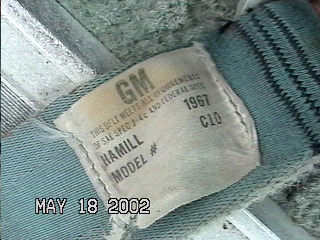 GM
THIS BELT MEETS ALL REQUIREMENTS
OF SAE SPEC J-4C AND FEDERAL SPEC
HAMILL 1967
MODEL # C10
MAY 18 2002